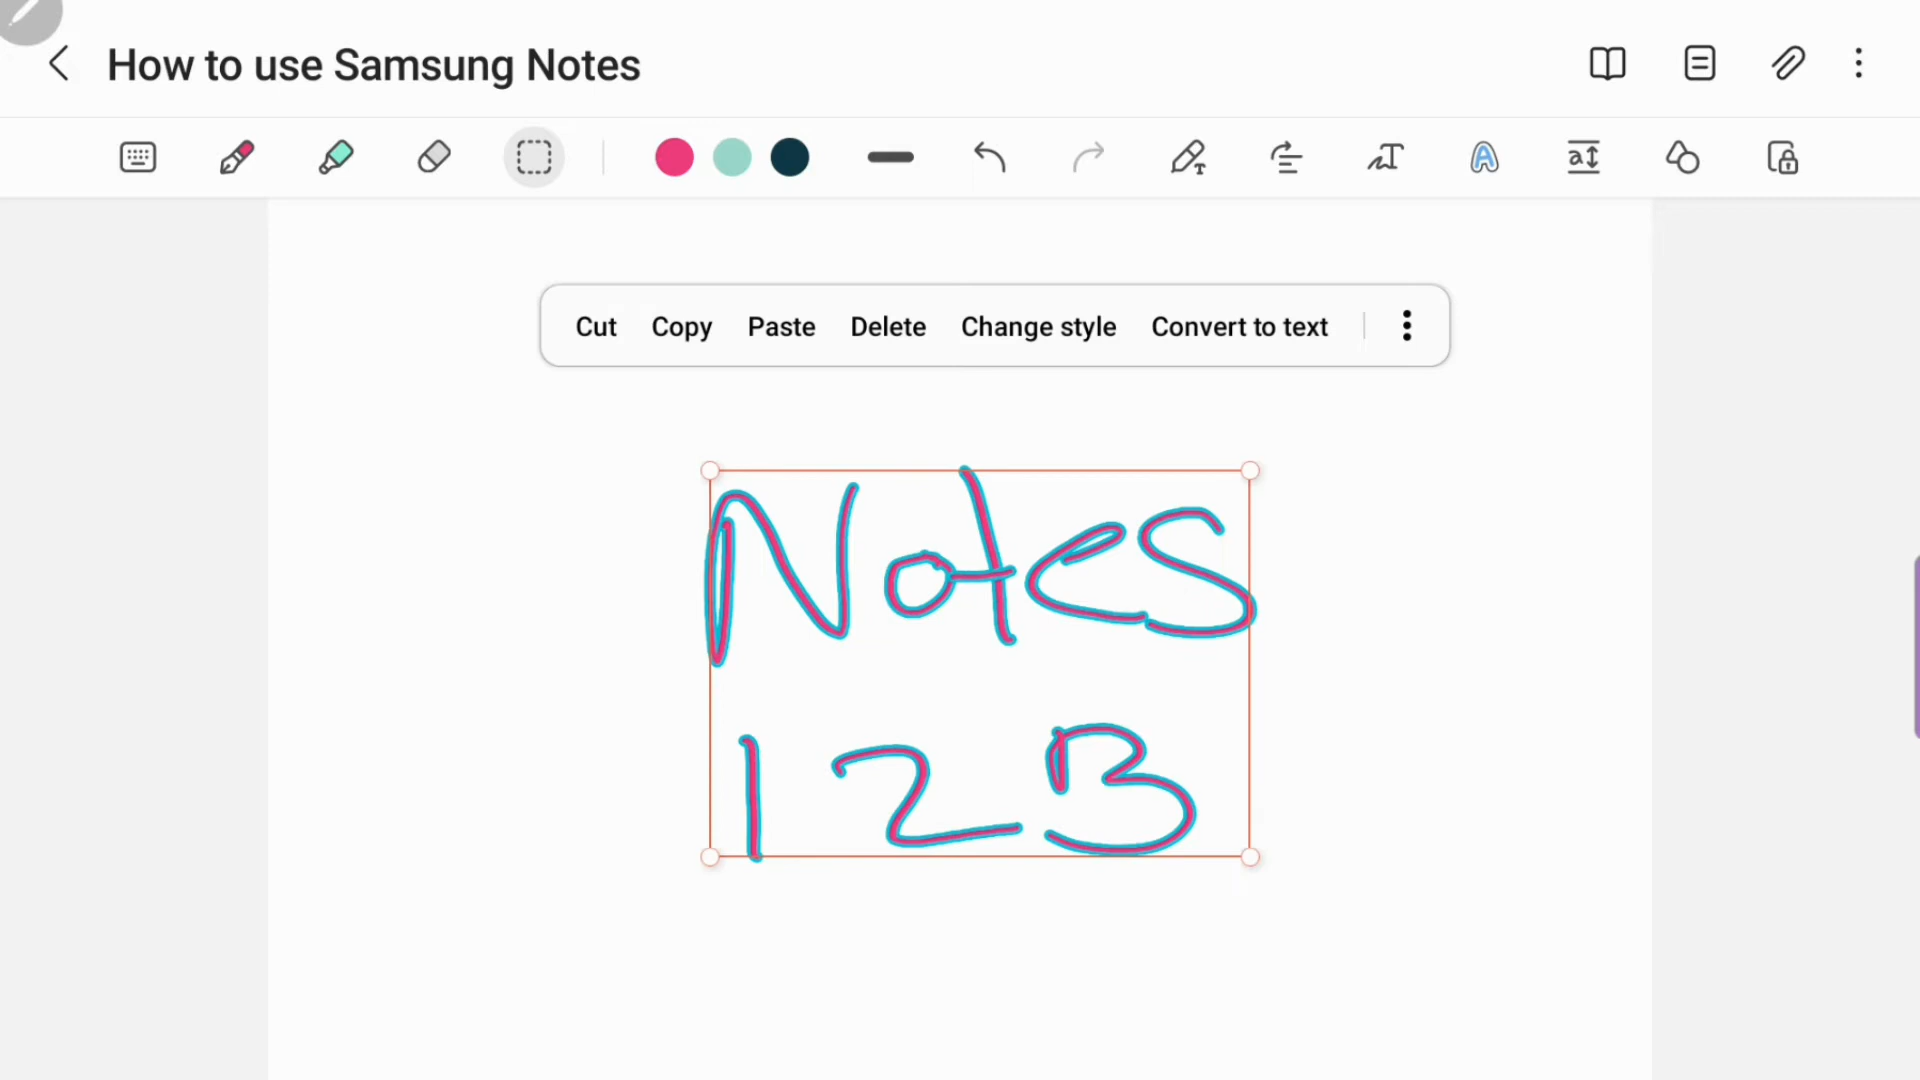 How to use Samsung Notes
Cut Copy Paste Delete Change style Convert to text
Notes
123